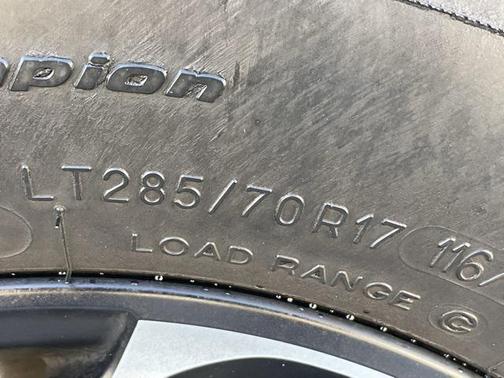 pion
LT285/70R17 116/
LOAD RANGE C